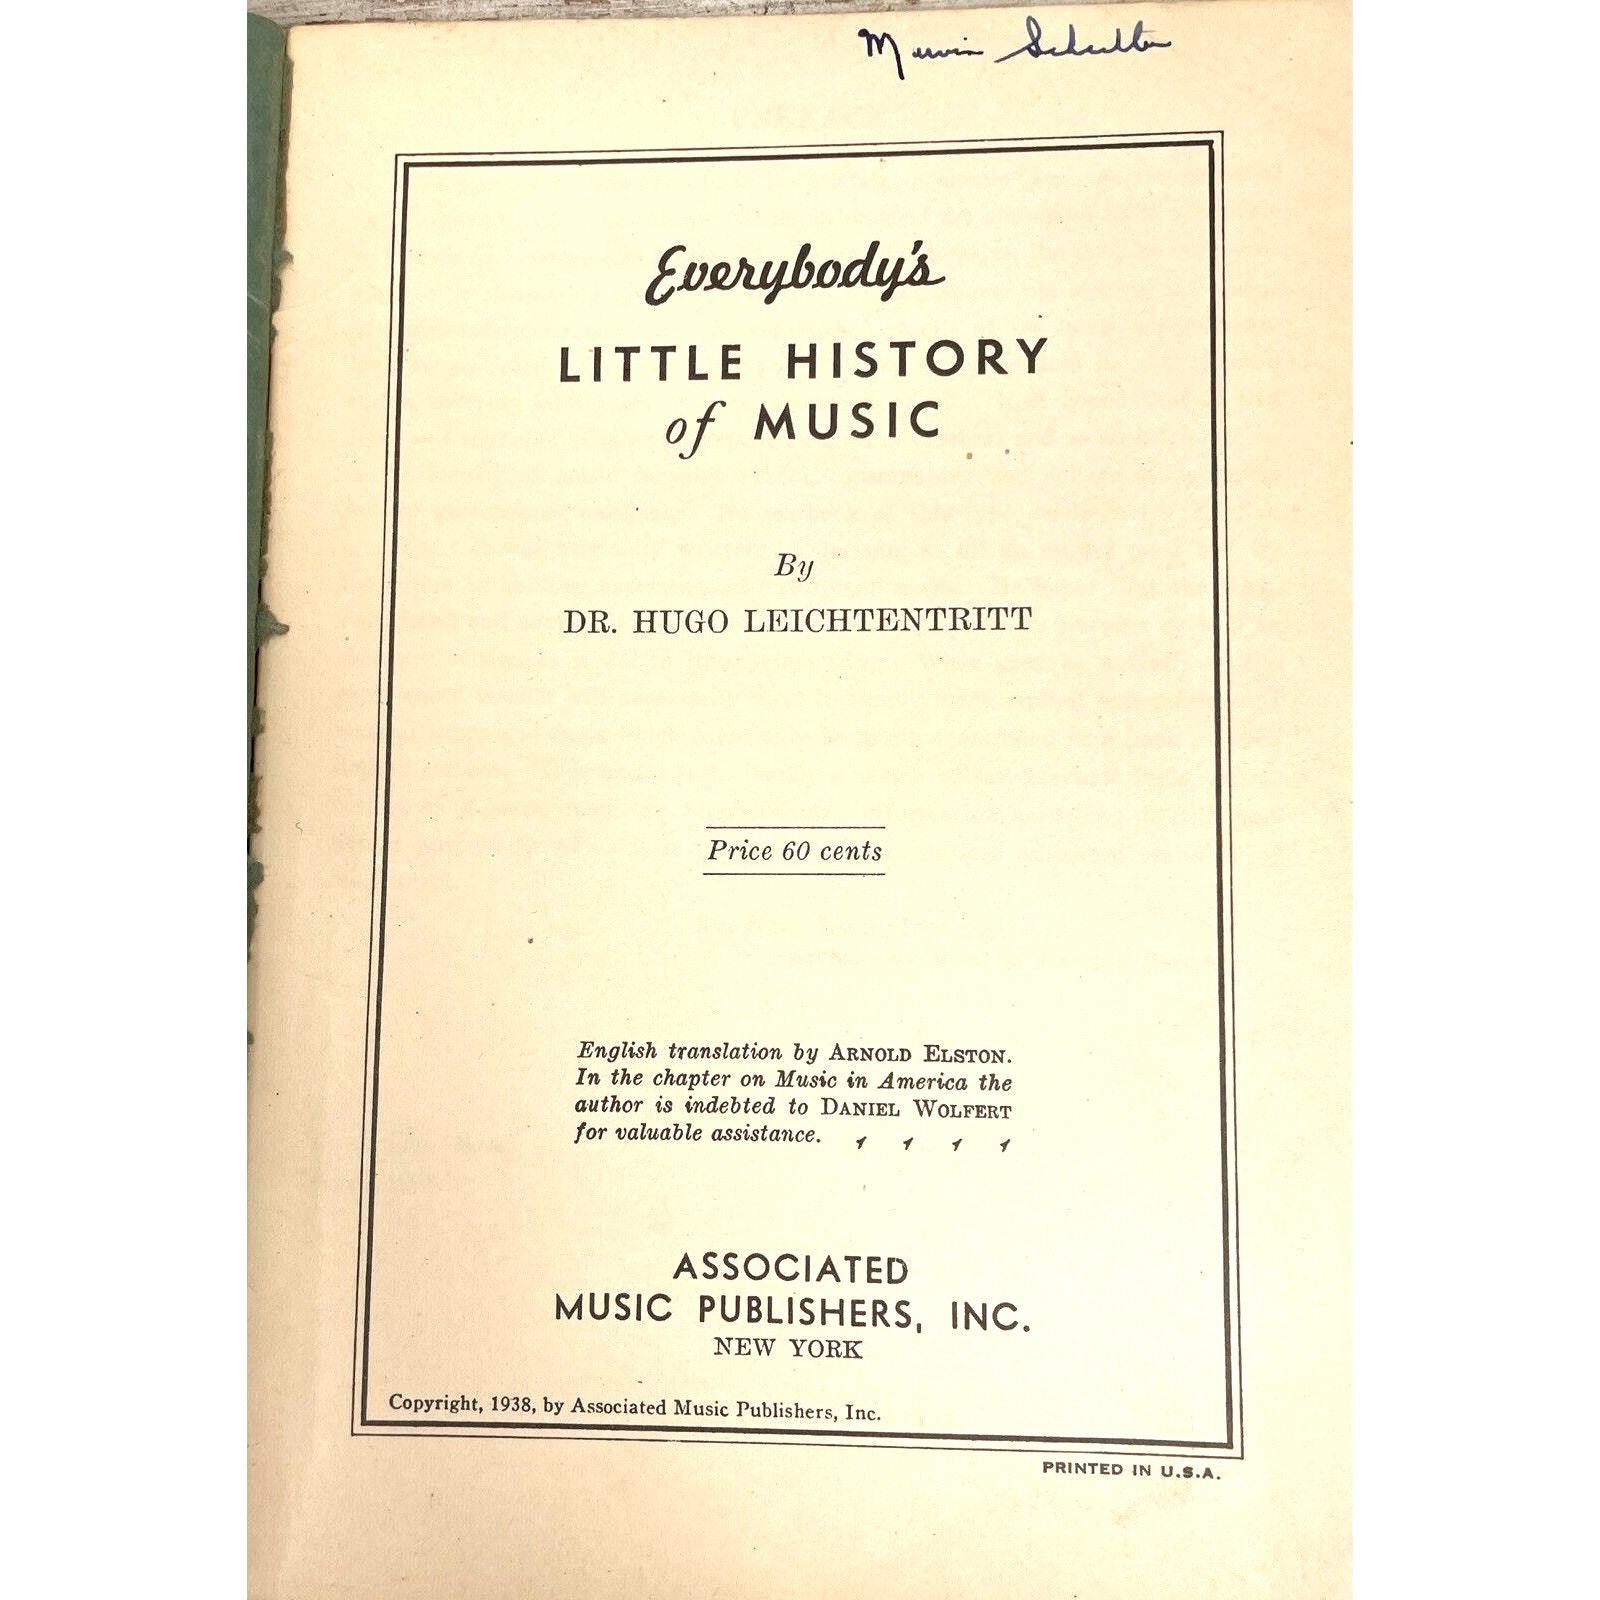 Everybody's
LITTLE HISTORY
of MUSIC
By
DR. HUGO LEICHTENTRITT
Price 60 cents
English translation by ARNOLD ELSTON.
In the chapter on Music in America the
author is indebted to DANIEL WOLFERT
for valuable assistance.
ASSOCIATED
MUSIC PUBLISHERS, INC.
NEW YORK
Copyright, 1938, by Associated Music Publishers, Inc.
PRINTED IN U.S.A.